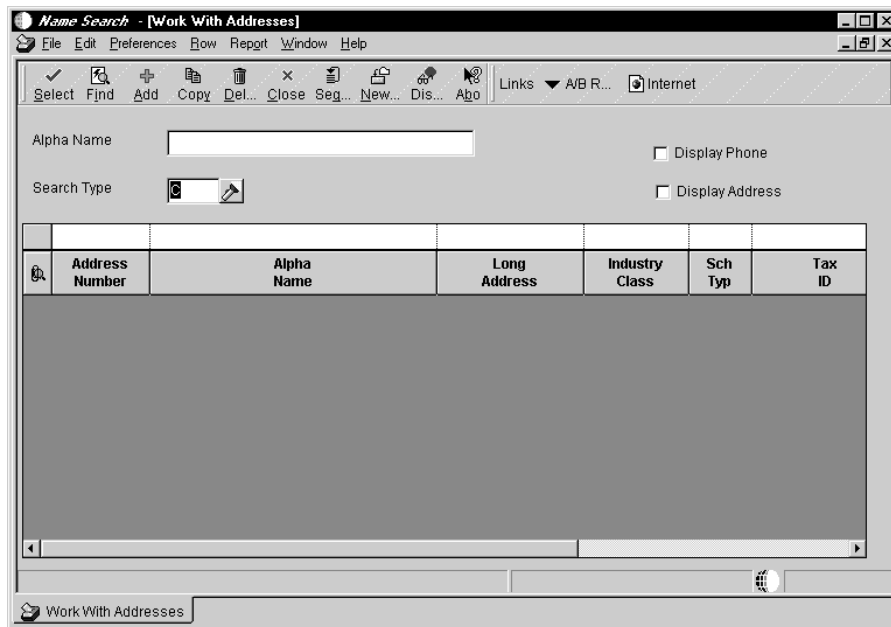 Name Search - [Work With Addresses]
File Edit Preferences Row Report Window Help
Select Find Add Copy Del... Close Seq... New... Dis... Abo Links A/B R... Internet
Alpha Name
Display Phone
Search Type C
Display Address
Address Number Alpha Name Long Address Industry Class Sch Typ Tax ID
Work With Addresses